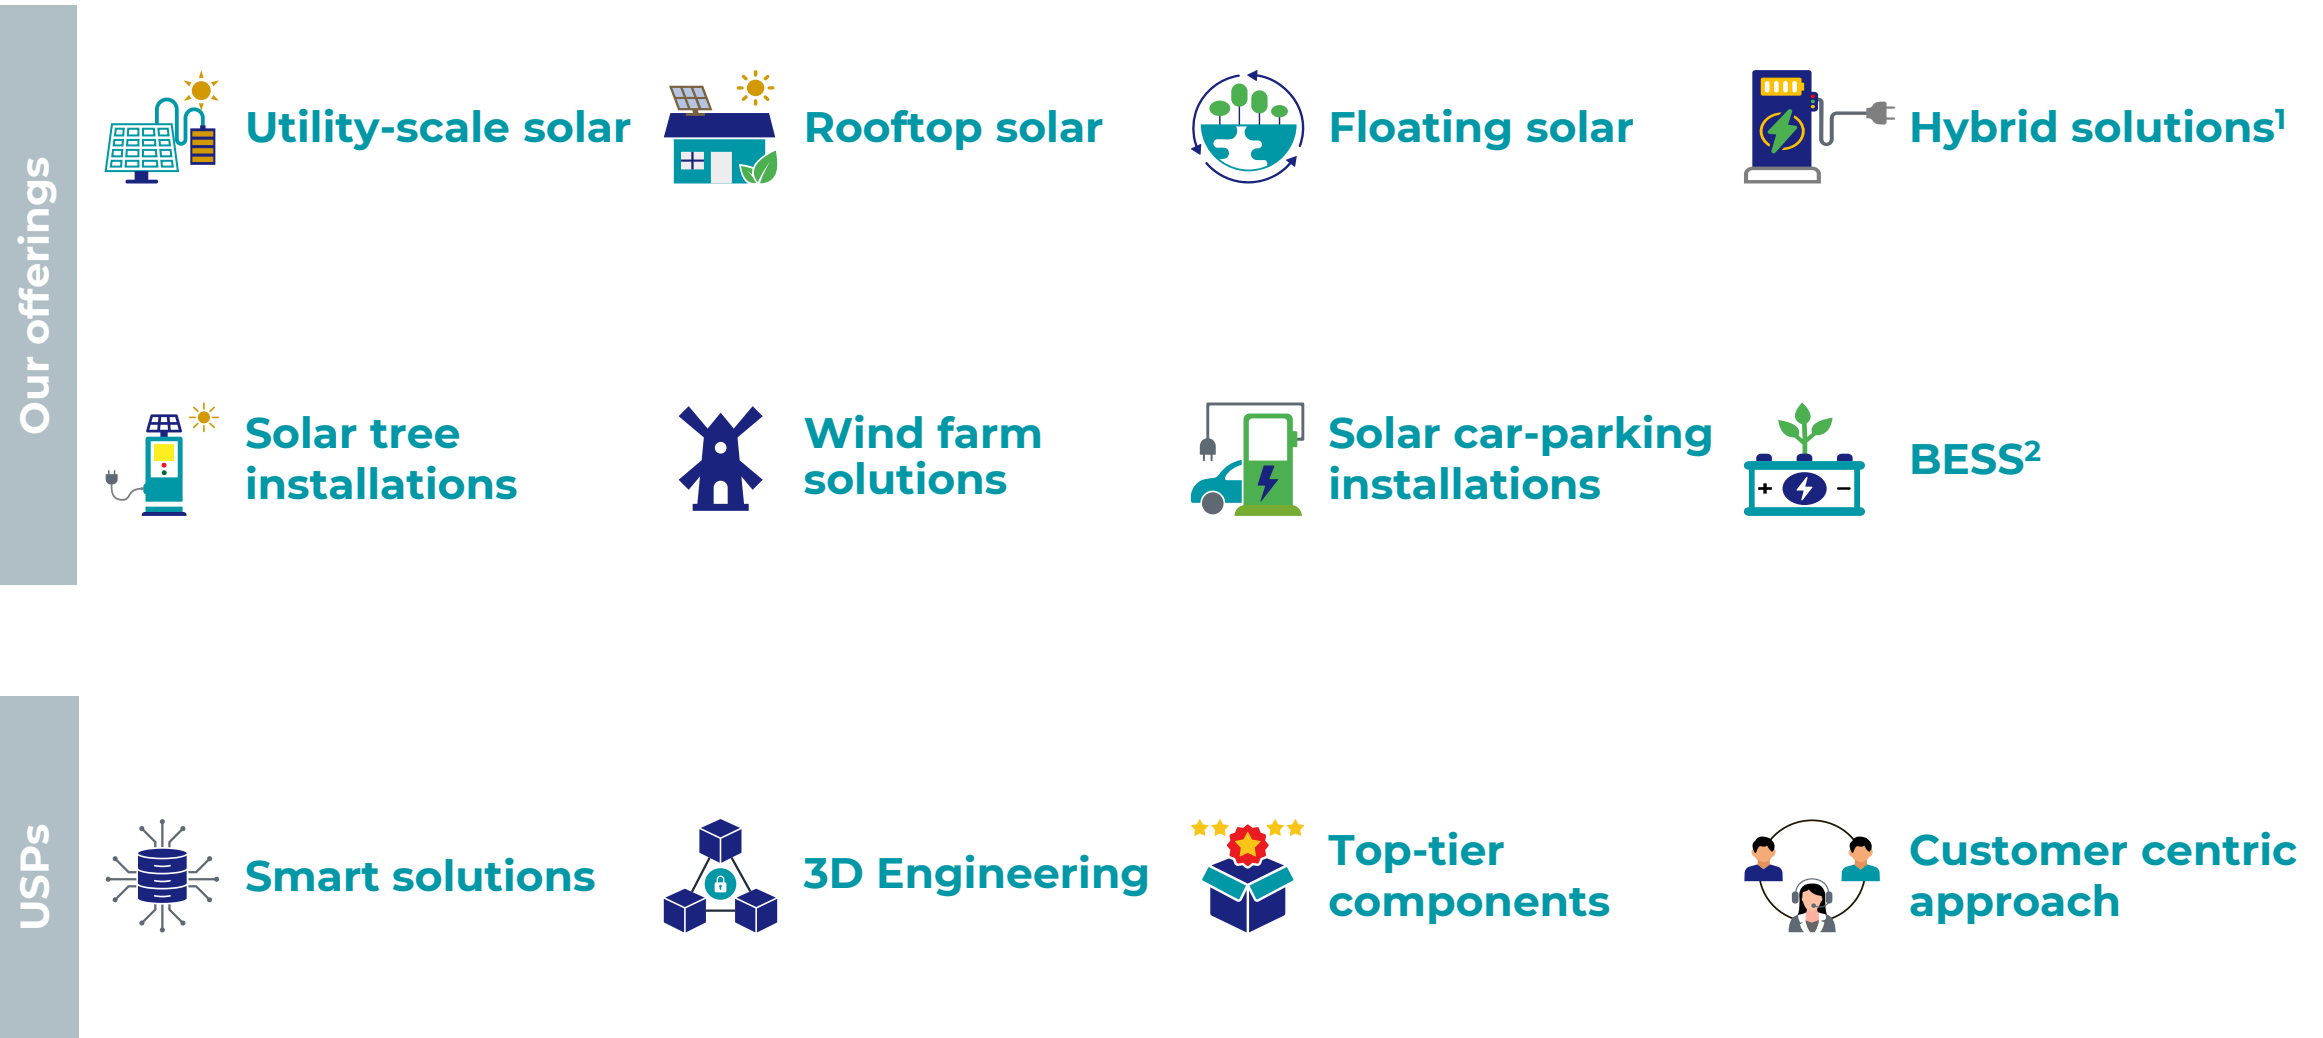 Our offerings
Utility-scale solar
Rooftop solar
Floating solar
Hybrid solutions¹
Solar tree
installations
Wind farm
solutions
Solar car-parking
installations
BESS²
USPs
Smart solutions
3D Engineering
Top-tier
components
Customer centric
approach